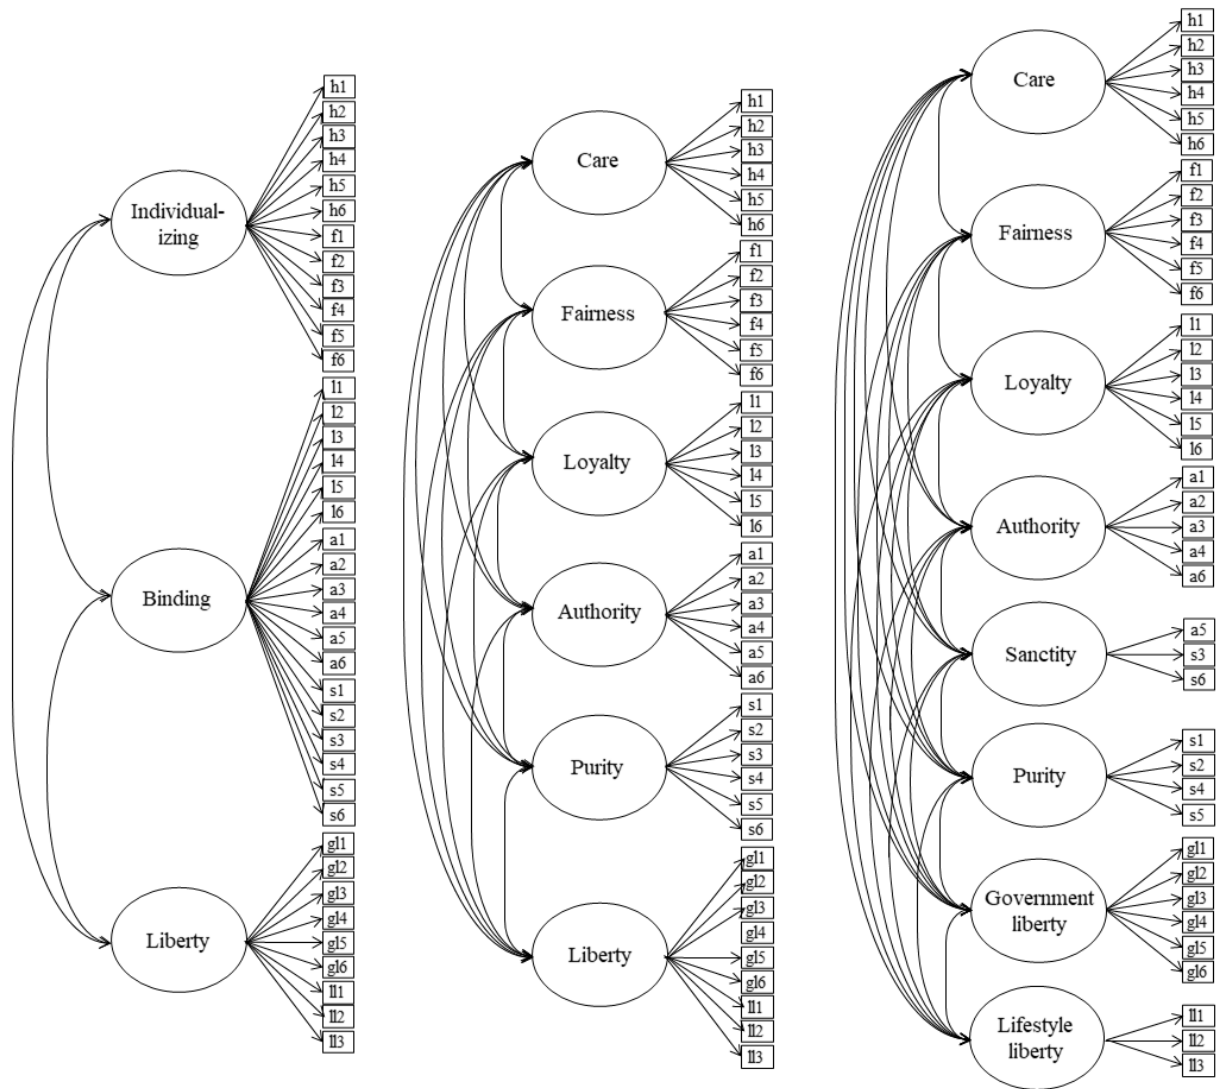 Individual-
izing
Binding
Liberty
h1
h2
h3
h4
h5
h6
f1
f2
f3
f4
f5
f6
l1
l2
l3
l4
l5
l6
a1
a2
a3
a4
a5
a6
s1
s2
s3
s4
s5
s6
gl1
gl2
gl3
gl4
gl5
gl6
ll1
ll2
ll3
Care
Fairness
Loyalty
Authority
Purity
Liberty
h1
h2
h3
h4
h5
h6
f1
f2
f3
f4
f5
f6
l1
l2
l3
l4
l5
l6
a1
a2
a3
a4
a5
a6
s1
s2
s3
s4
s5
s6
gl1
gl2
gl3
gl4
gl5
gl6
ll1
ll2
ll3
Care
Fairness
Loyalty
Authority
Sanctity
Purity
Government
liberty
Lifestyle
liberty
h1
h2
h3
h4
h5
h6
f1
f2
f3
f4
f5
f6
l1
l2
l3
l4
l5
l6
a1
a2
a3
a4
a6
a5
s3
s6
s1
s2
s4
s5
gl1
gl2
gl3
gl4
gl5
gl6
ll1
ll2
ll3